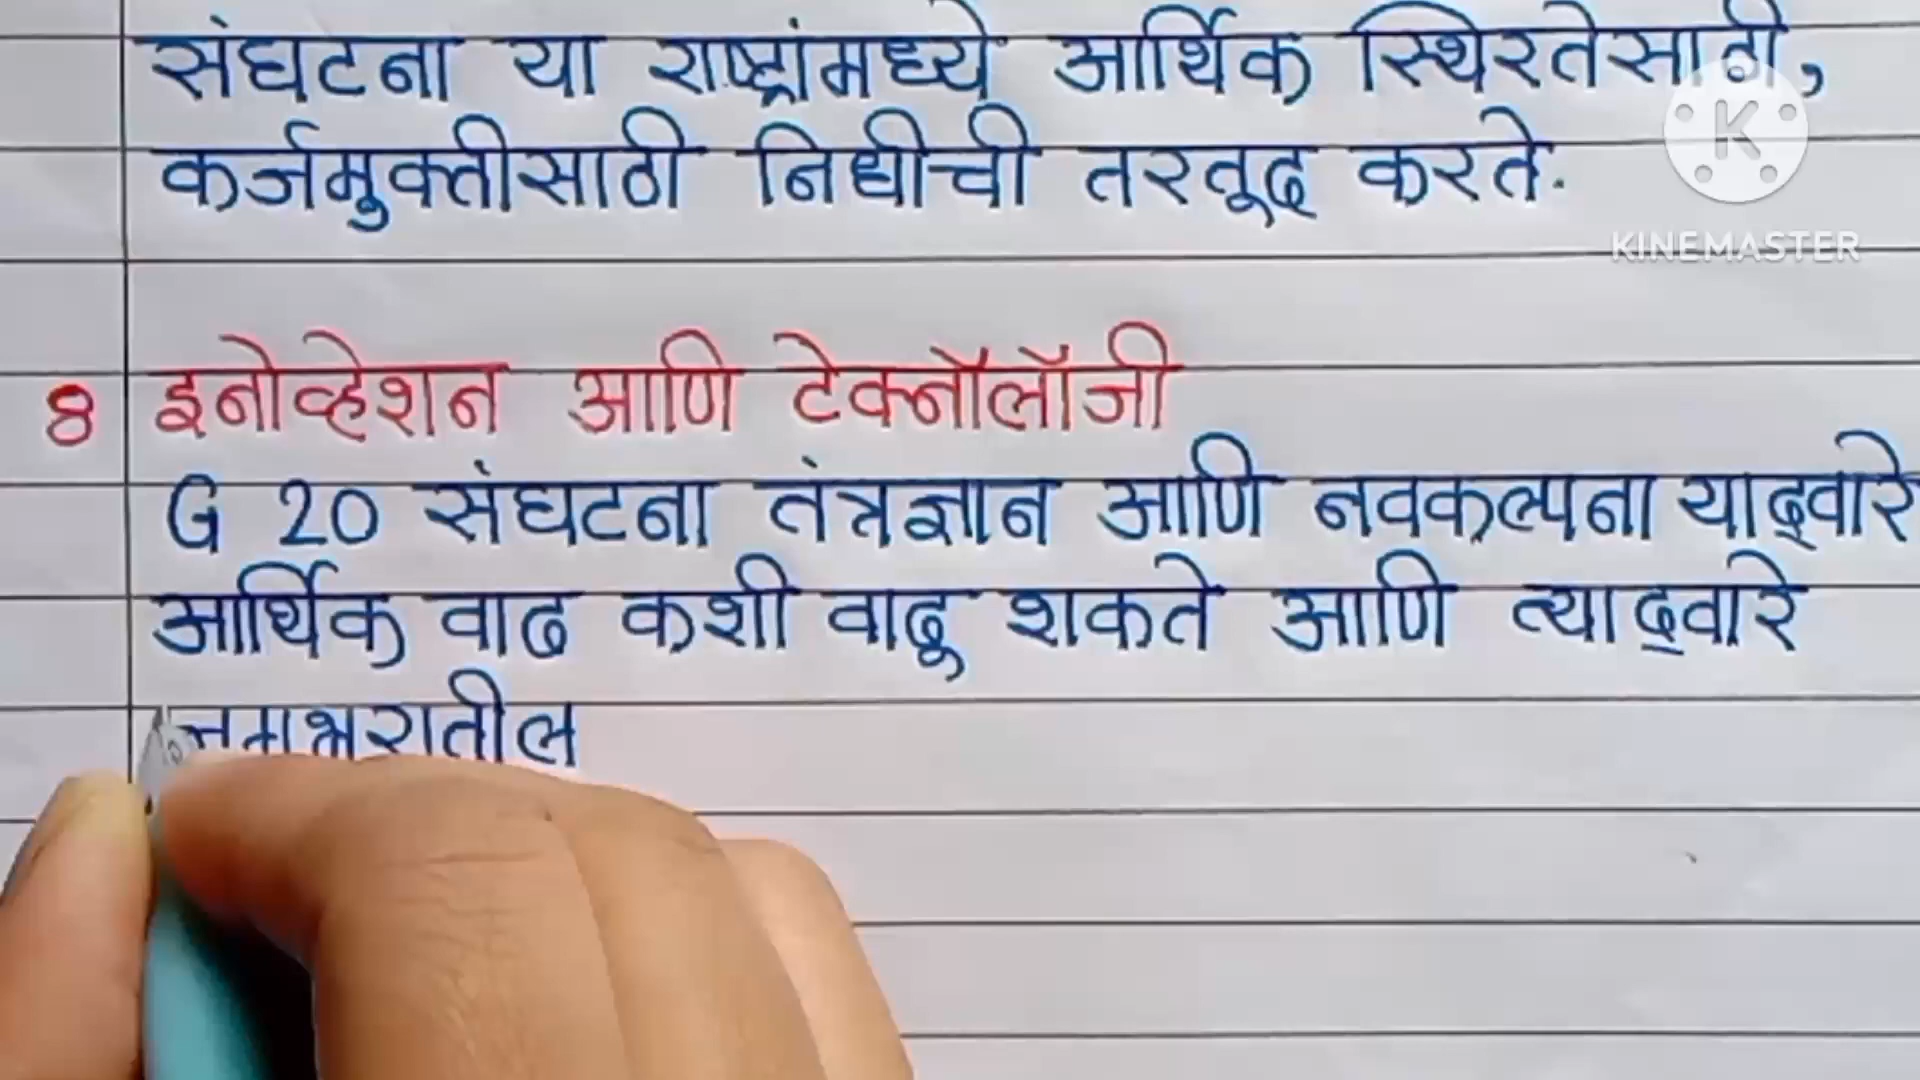 संघटना या राष्ट्रांमध्ये आर्थिक स्थिरतेसाठी,
कर्जमुक्तीसाठी निधीची तरतूद करते.
KINEMASTER
8 इनोव्हेशन आणि टेक्नौलॉजी
G 20 संघटना तंत्रज्ञान आणि नवकल्पना याद्वारे
आर्थिक वाढ कशी वाढू शकते आणि त्याद्वारे
जगभरातील